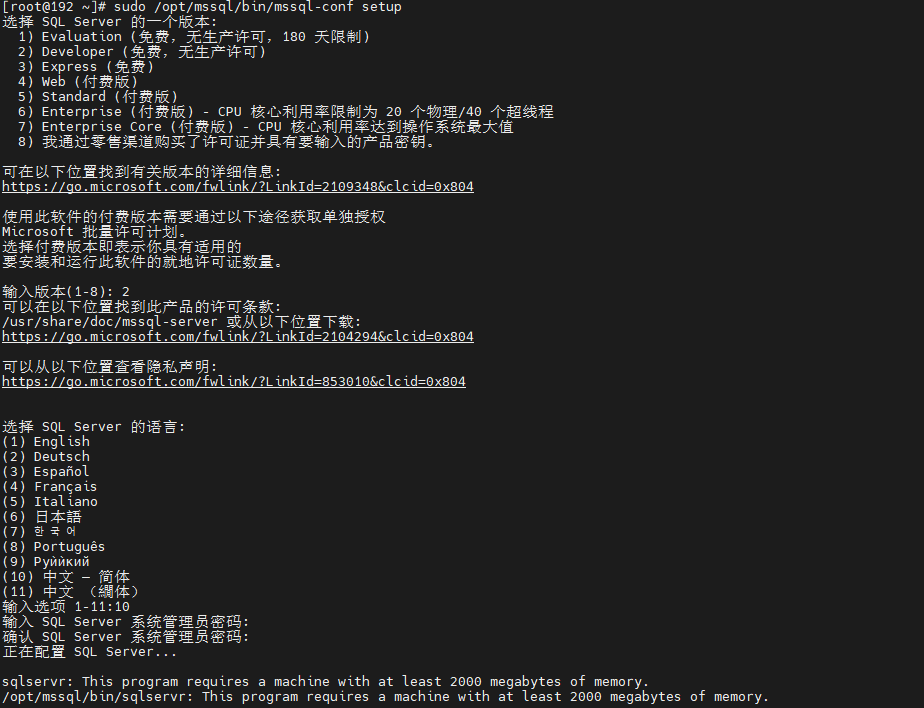 [root@192 ~]# sudo /opt/mssql/bin/mssql-conf setup
选择 SQL Server 的一个版本:
1) Evaluation (免费，无生产许可，180 天限制)
2) Developer (免费，无生产许可)
3) Express (免费)
4) Web (付费版)
5) Standard (付费版)
6) Enterprise (付费版) - CPU 核心利用率限制为 20 个物理/40 个超线程
7) Enterprise Core (付费版) - CPU 核心利用率达到操作系统最大值
8) 我通过零售渠道购买了许可证并具有要输入的产品密钥。
可在以下位置找到有关版本的详细信息:
https://go.microsoft.com/fwlink/?LinkId=2109348&clcid=0x804
使用此软件的付费版本需要通过以下途径获取单独授权
Microsoft 批量许可计划。
选择付费版本即表示你具有适用的
要安装和运行此软件的就地许可证数量。
输入版本(1-8): 2
可以在以下位置找到此产品的许可条款:
/usr/share/doc/mssql-server 或从以下位置下载:
https://go.microsoft.com/fwlink/?LinkId=2104294&clcid=0x804
可以从以下位置查看隐私声明:
https://go.microsoft.com/fwlink/?LinkId=853010&clcid=0x804
选择 SQL Server 的语言:
(1) English
(2) Deutsch
(3) Español
(4) Français
(5) Italiano
(6) 日本語
(7) 한국어
(8) Português
(9) Руѝѝкий
(10) 中文 – 简体
(11) 中文 （繝体）
输入选项 1-11:10
输入 SQL Server 系统管理员密码:
确认 SQL Server 系统管理员密码:
正在配置 SQL Server...
sqlservr: This program requires a machine with at least 2000 megabytes of memory.
/opt/mssql/bin/sqlservr: This program requires a machine with at least 2000 megabytes of memory.